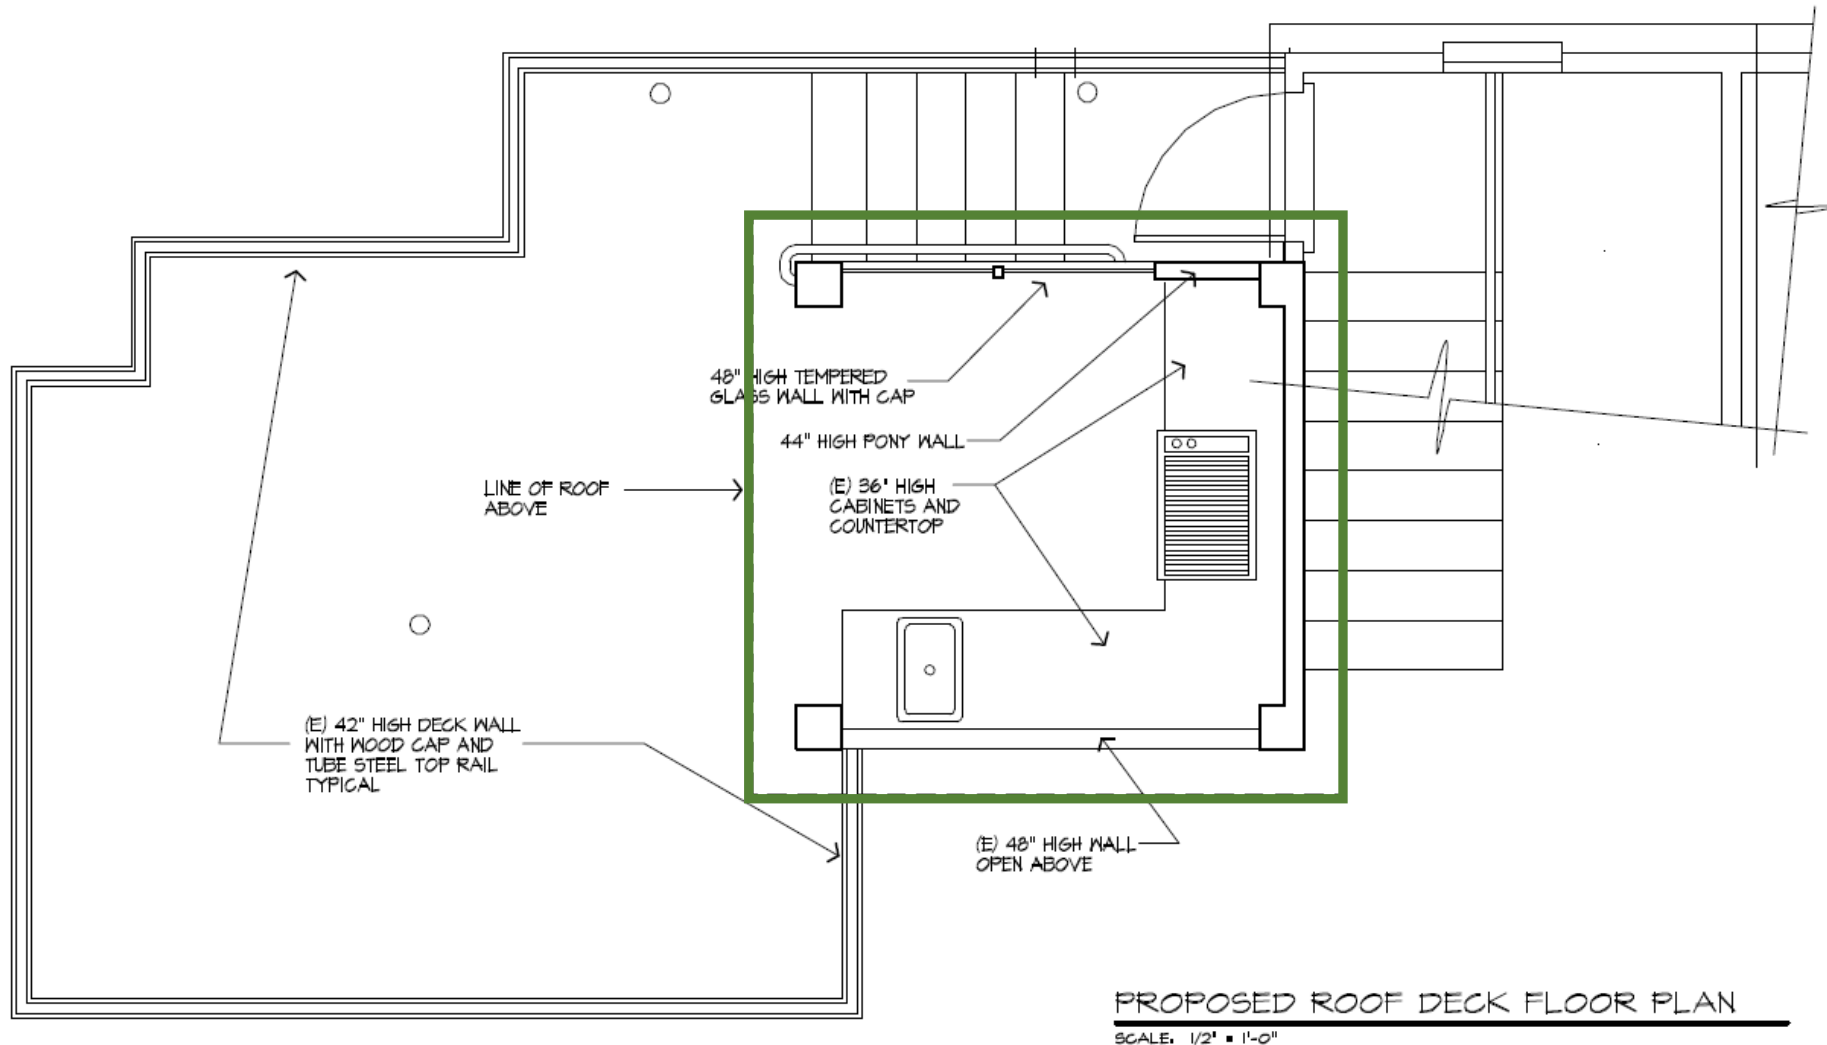 48" HIGH TEMPERED
GLASS WALL WITH CAP
44" HIGH PONY WALL
LINE OF ROOF
ABOVE
(E) 36" HIGH
CABINETS AND
COUNTERTOP
(E) 42" HIGH DECK WALL
WITH WOOD CAP AND
TUBE STEEL TOP RAIL
TYPICAL
(E) 48" HIGH WALL
OPEN ABOVE
PROPOSED ROOF DECK FLOOR PLAN
SCALE: 1/2" = 1'-0"